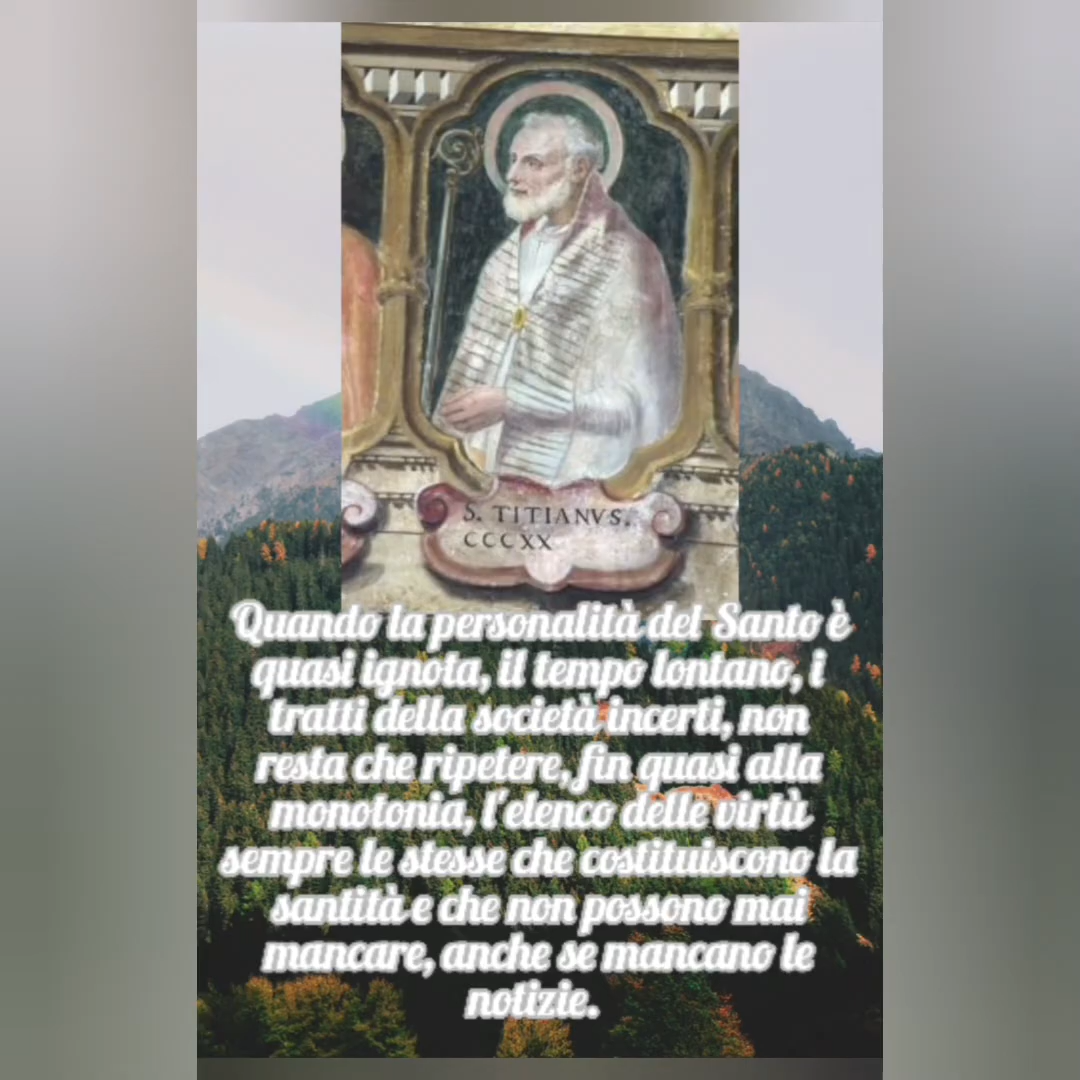 S. TITIANVS.
CCCXX
Quando la personalità del Santo è
quasi ignota, il tempo lontano, i
tratti della società incerti, non
resta che ripetere, fin quasi alla
monotonia, l'elenco delle virtù
sempre le stesse che costituiscono la
santità e che non possono mai
mancare, anche se mancano le
notizie.